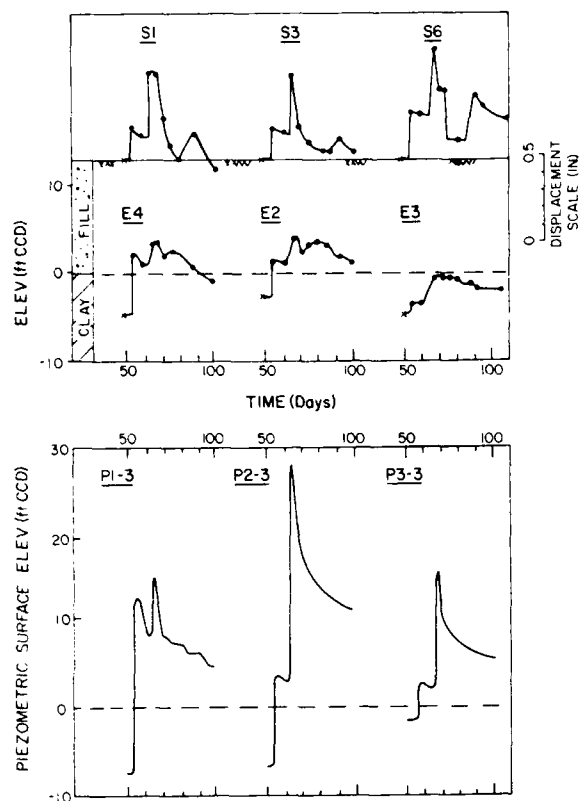 S1 S3 S6
10
0
-10
ELEV (ft CCD)
CLAY FILL
E4 E2 E3
0.5
0
DISPLACEMENT
SCALE (IN)
50 100 50 100 50 100
TIME (Days)
50 100 50 100 50 100
P1-3 P2-3 P3-3
30
20
10
0
-10
PIEZOMETRIC SURFACE ELEV (ft CCD)